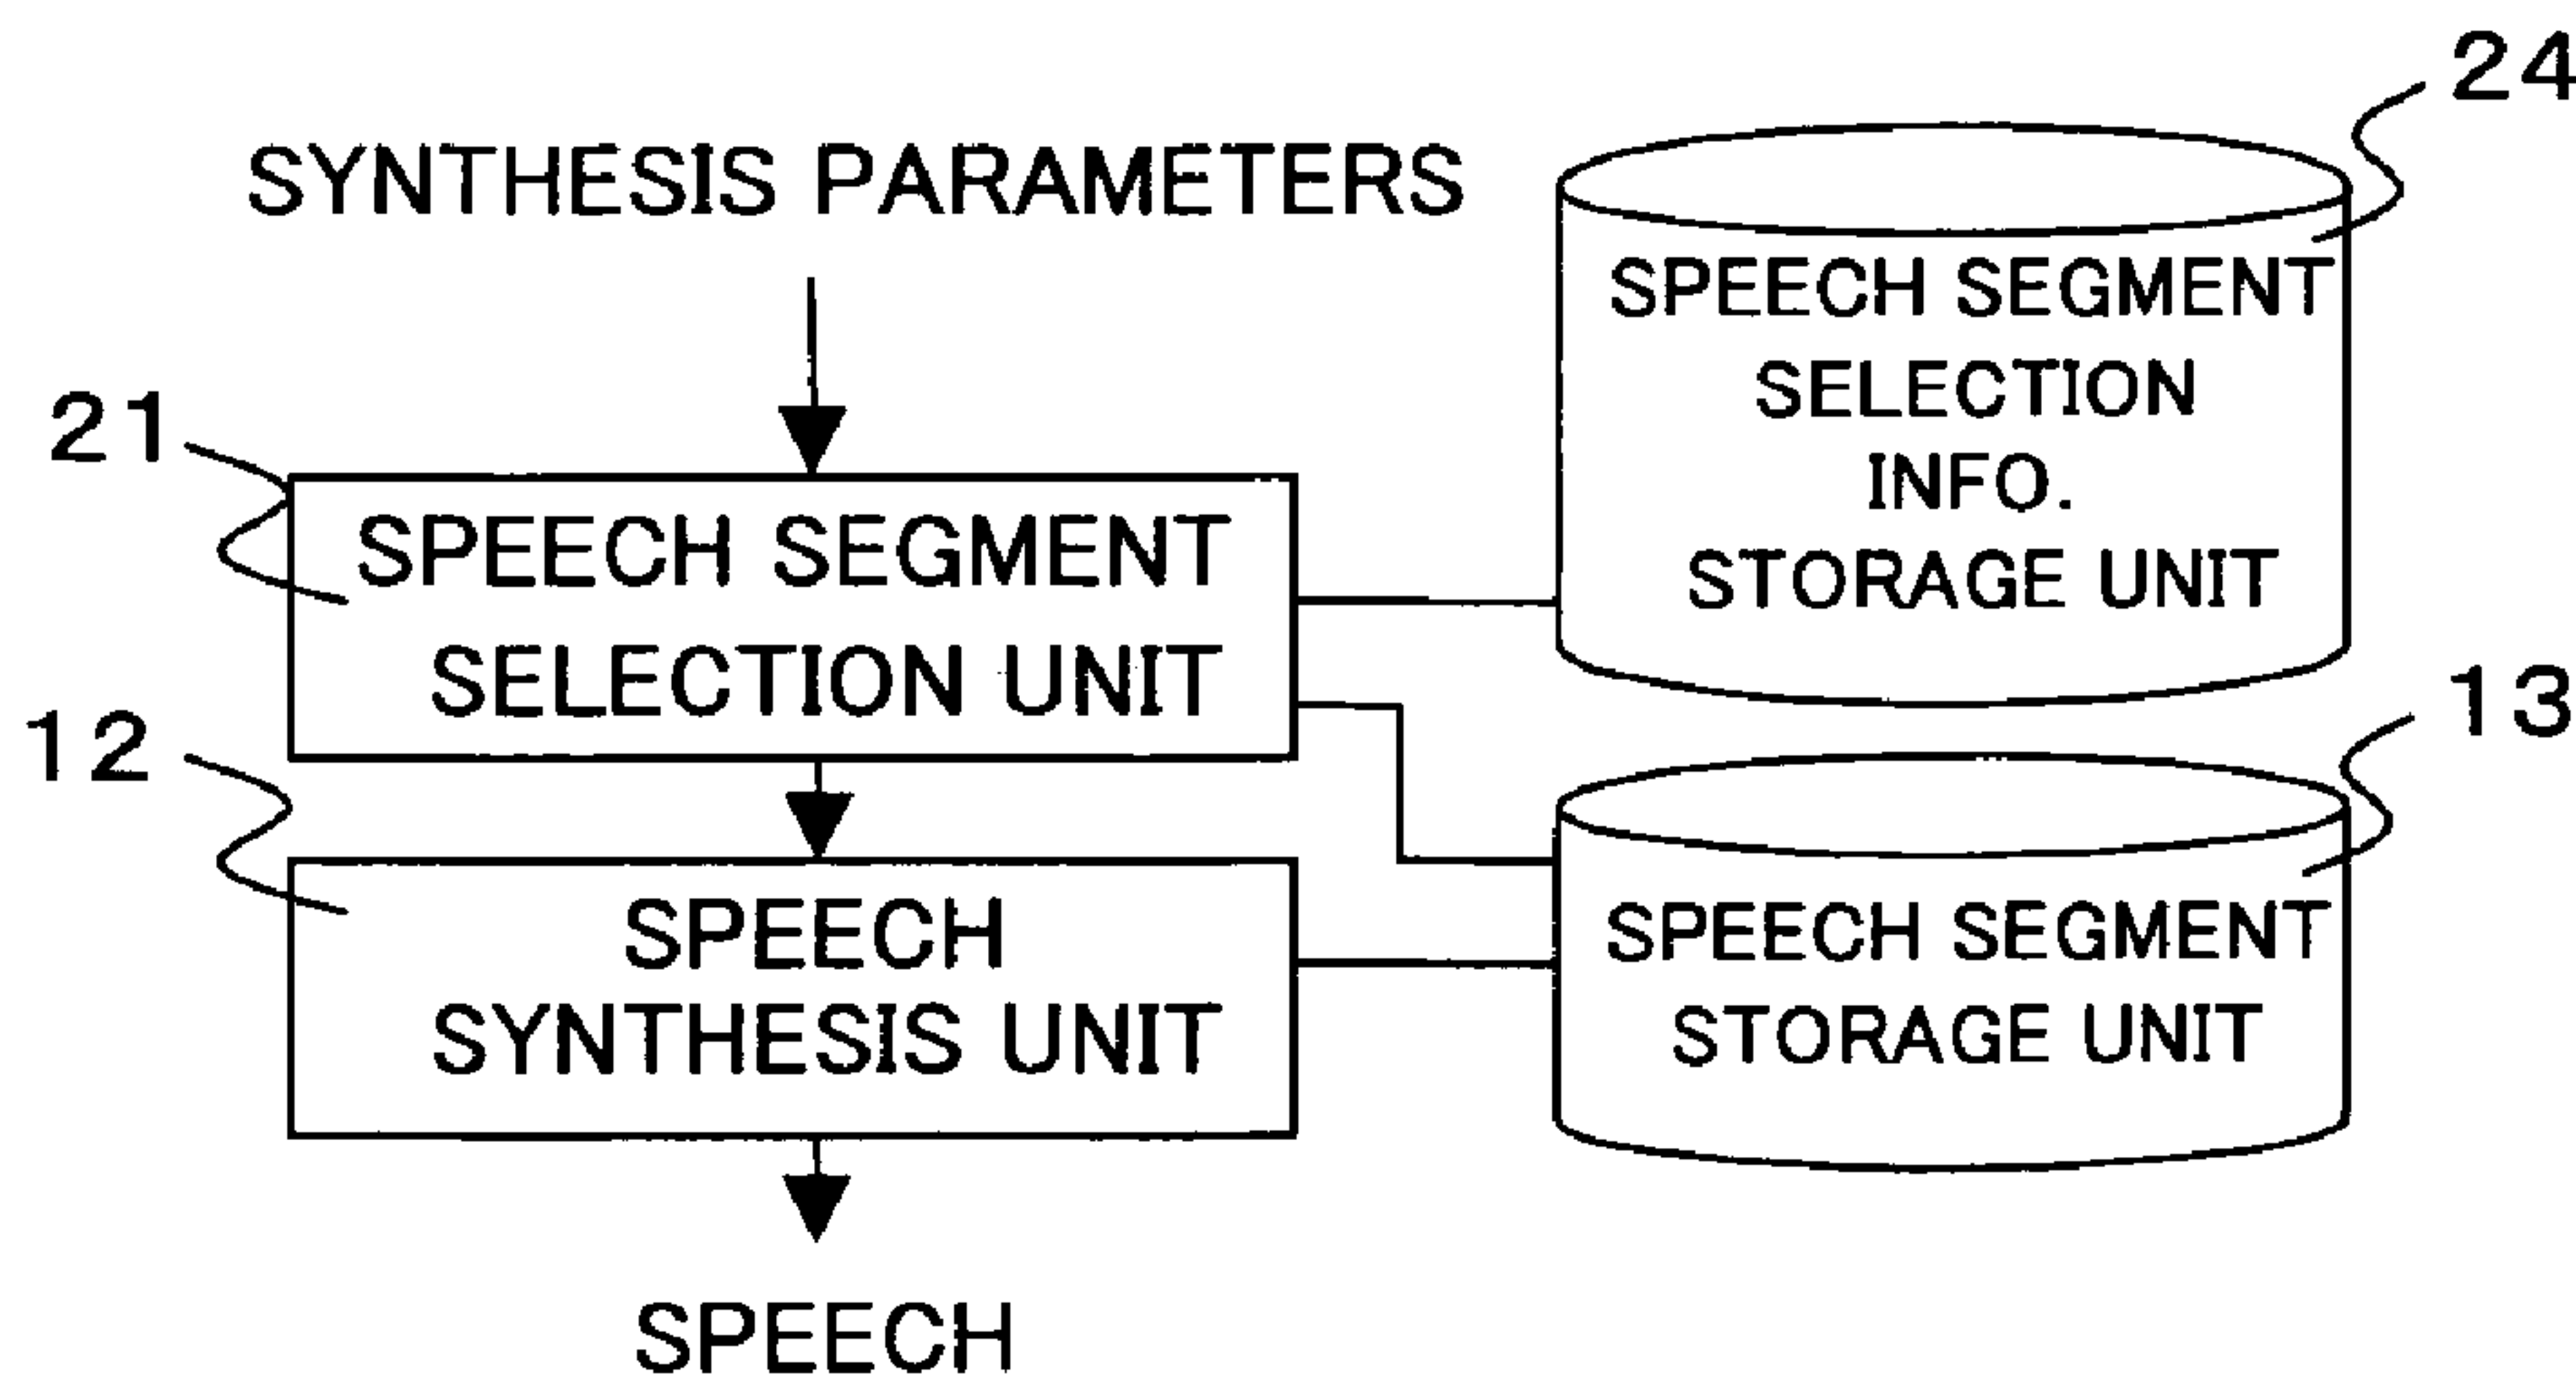 24
SYNTHESIS PARAMETERS
SPEECH SEGMENT
SELECTION
INFO.
STORAGE UNIT
21
SPEECH SEGMENT
SELECTION UNIT
13
12
SPEECH
SYNTHESIS UNIT
SPEECH SEGMENT
STORAGE UNIT
SPEECH